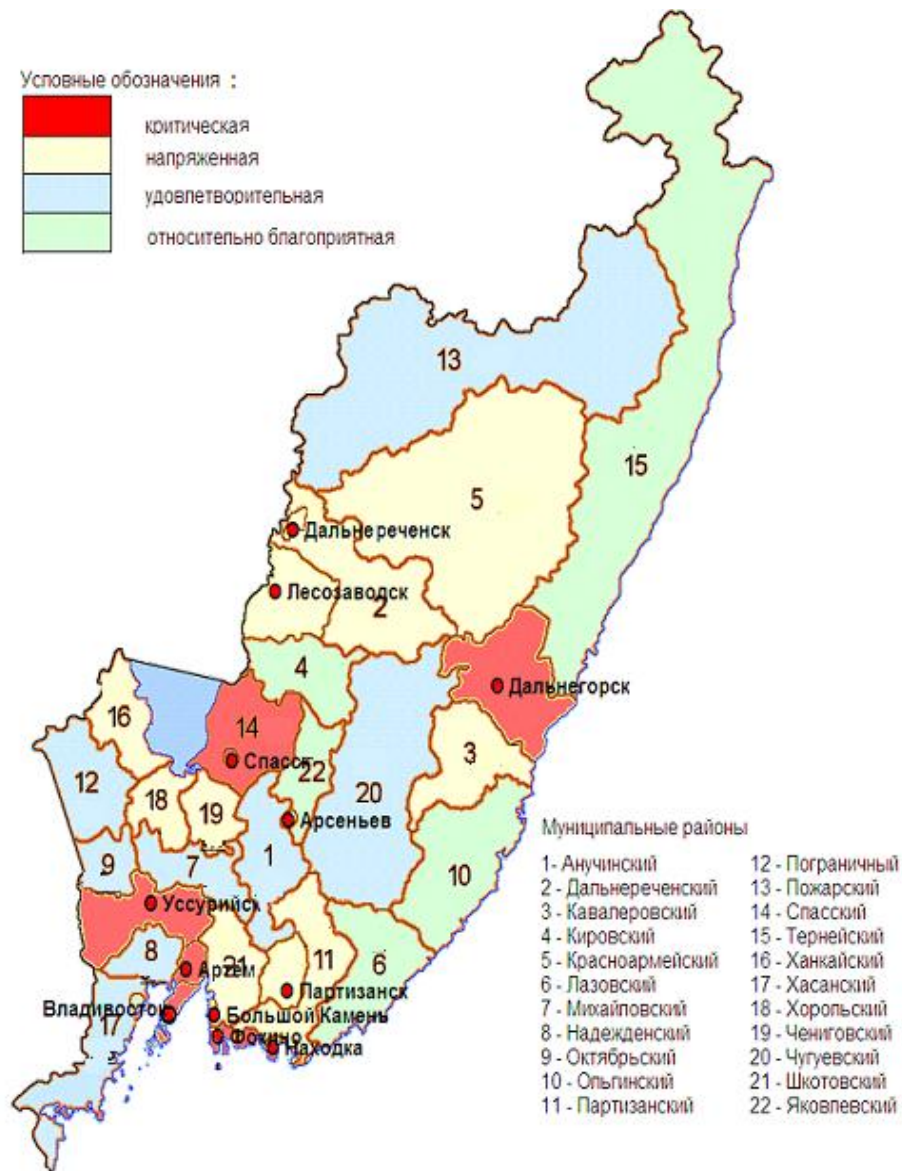 Условные обозначения :
критическая
напряженная
удовлетворительная
относительно благоприятная
13
15
5
Дальнереченск
Лесозаводск
2
4
Дальнегорск
16
14
3
Спасск
12
22
20
18
19
Арсеньев
9
7
1
10
Уссурийск
8
21
11
6
Артем
Партизанск
Владивосток
17
Большой Камень
Фокино
Находка
Муниципальные районы
1- Анучинский
2 - Дальнереченский
3 - Кавалеровский
4 - Кировский
5 - Красноармейский
6 - Лазовский
7 - Михайловский
8 - Надежденский
9 - Октябрьский
10 - Ольгинский
11 - Партизанский
12 - Пограничный
13 - Пожарский
14 - Спасский
15 - Тернейский
16 - Ханкайский
17 - Хасанский
18 - Хорольский
19 - Чениговский
20 - Чугуевский
21 - Шкотовский
22 - Яковлевский